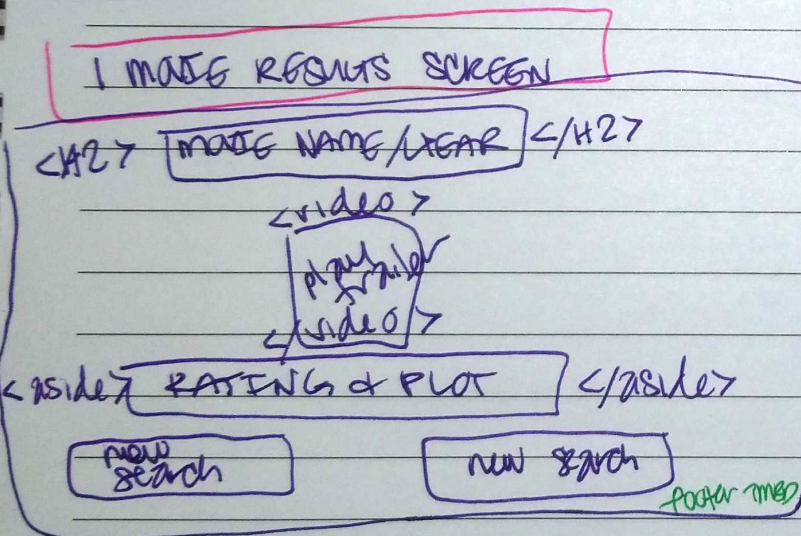 1 MOVIE RESULTS SCREEN
<H2> MOVIE NAME/YEAR </H2>
<video>
play trailer
</video>
<aside> RATING & PLOT </aside>
new search new search
footer IMBD